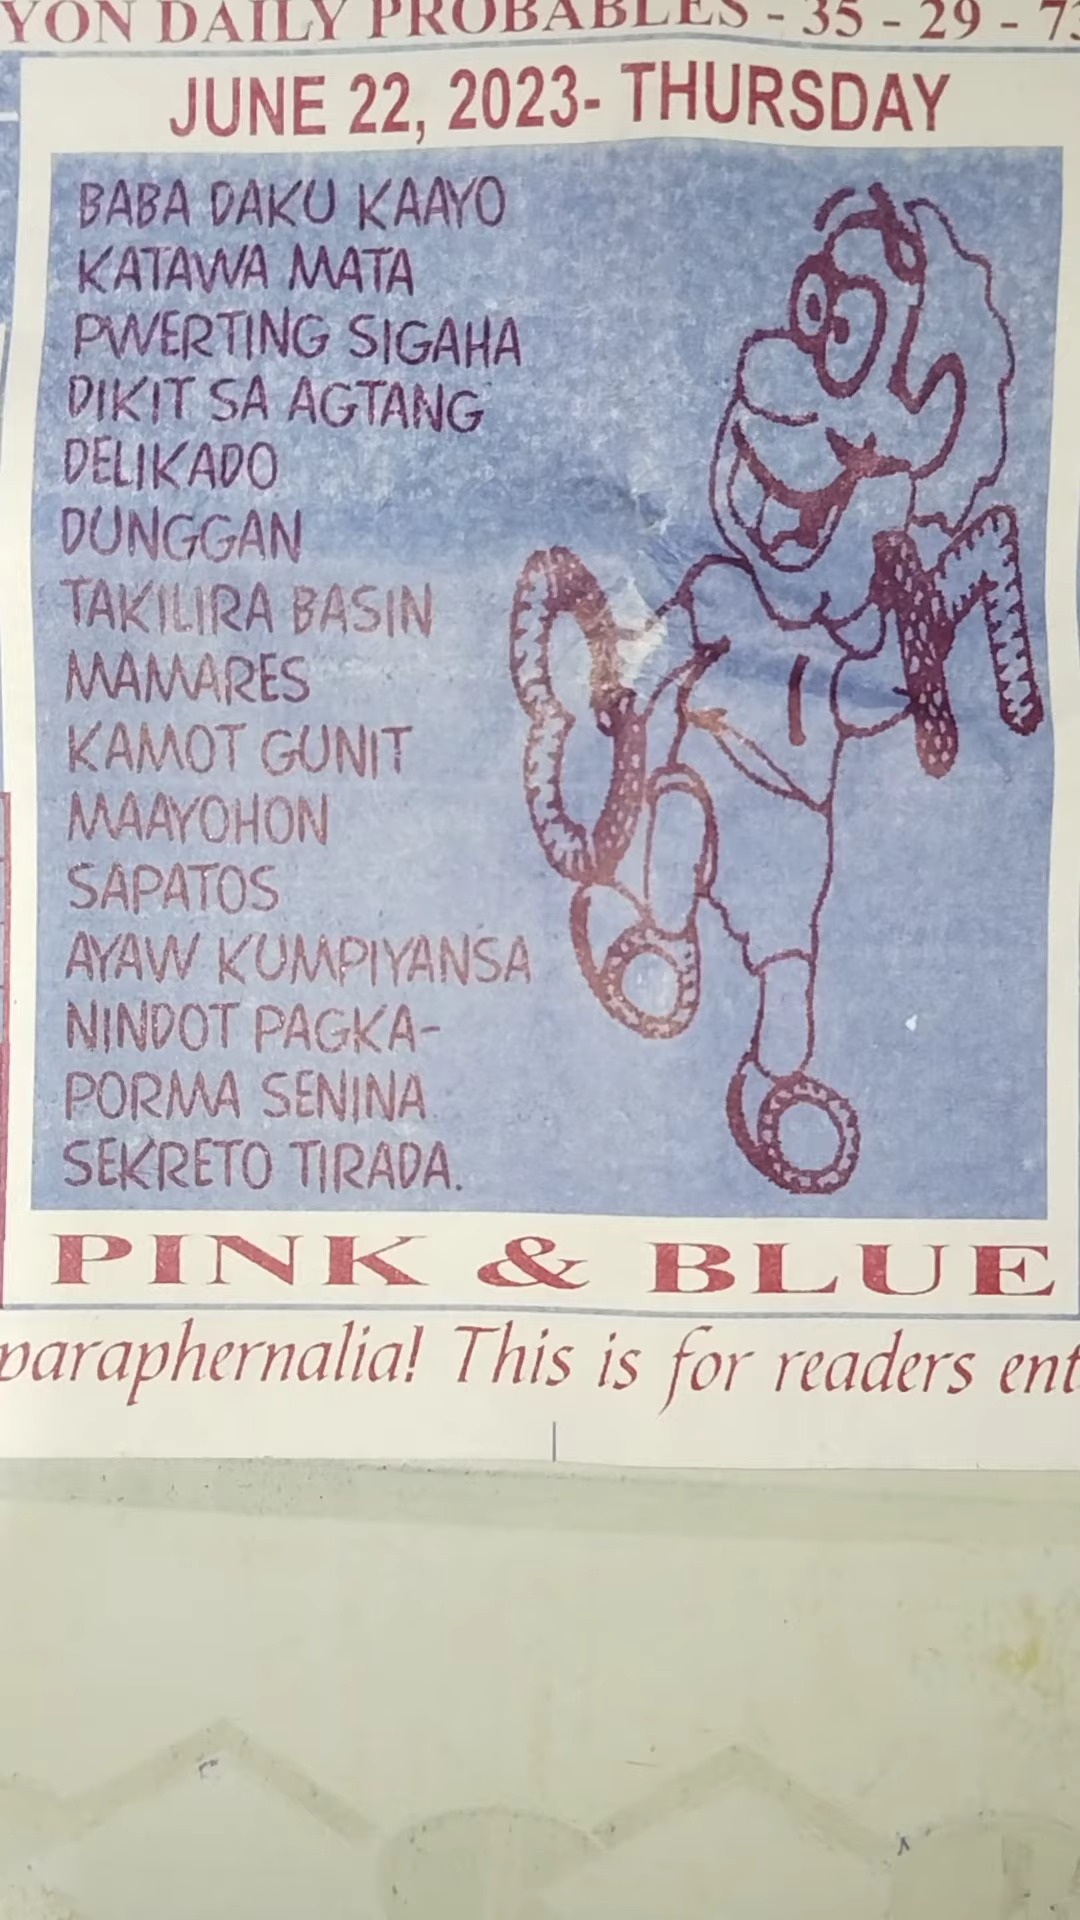 YON DAILY PROBABLES - 35 - 29 - 73
JUNE 22, 2023- THURSDAY
BABA DAKU KAAYO
KATAWA MATA
PWERTING SIGAHA
DIKIT SA AGTANG
DELIKADO
DUNGGAN
TAKILIRA BASIN
MAMARES
KAMOT GUNIT
MAAYOHON
SAPATOS
AYAW KUMPIYANSA
NINDOT PAGKA-
PORMA SENINA
SEKRETO TIRADA.
PINK & BLUE
paraphernalia! This is for readers ent